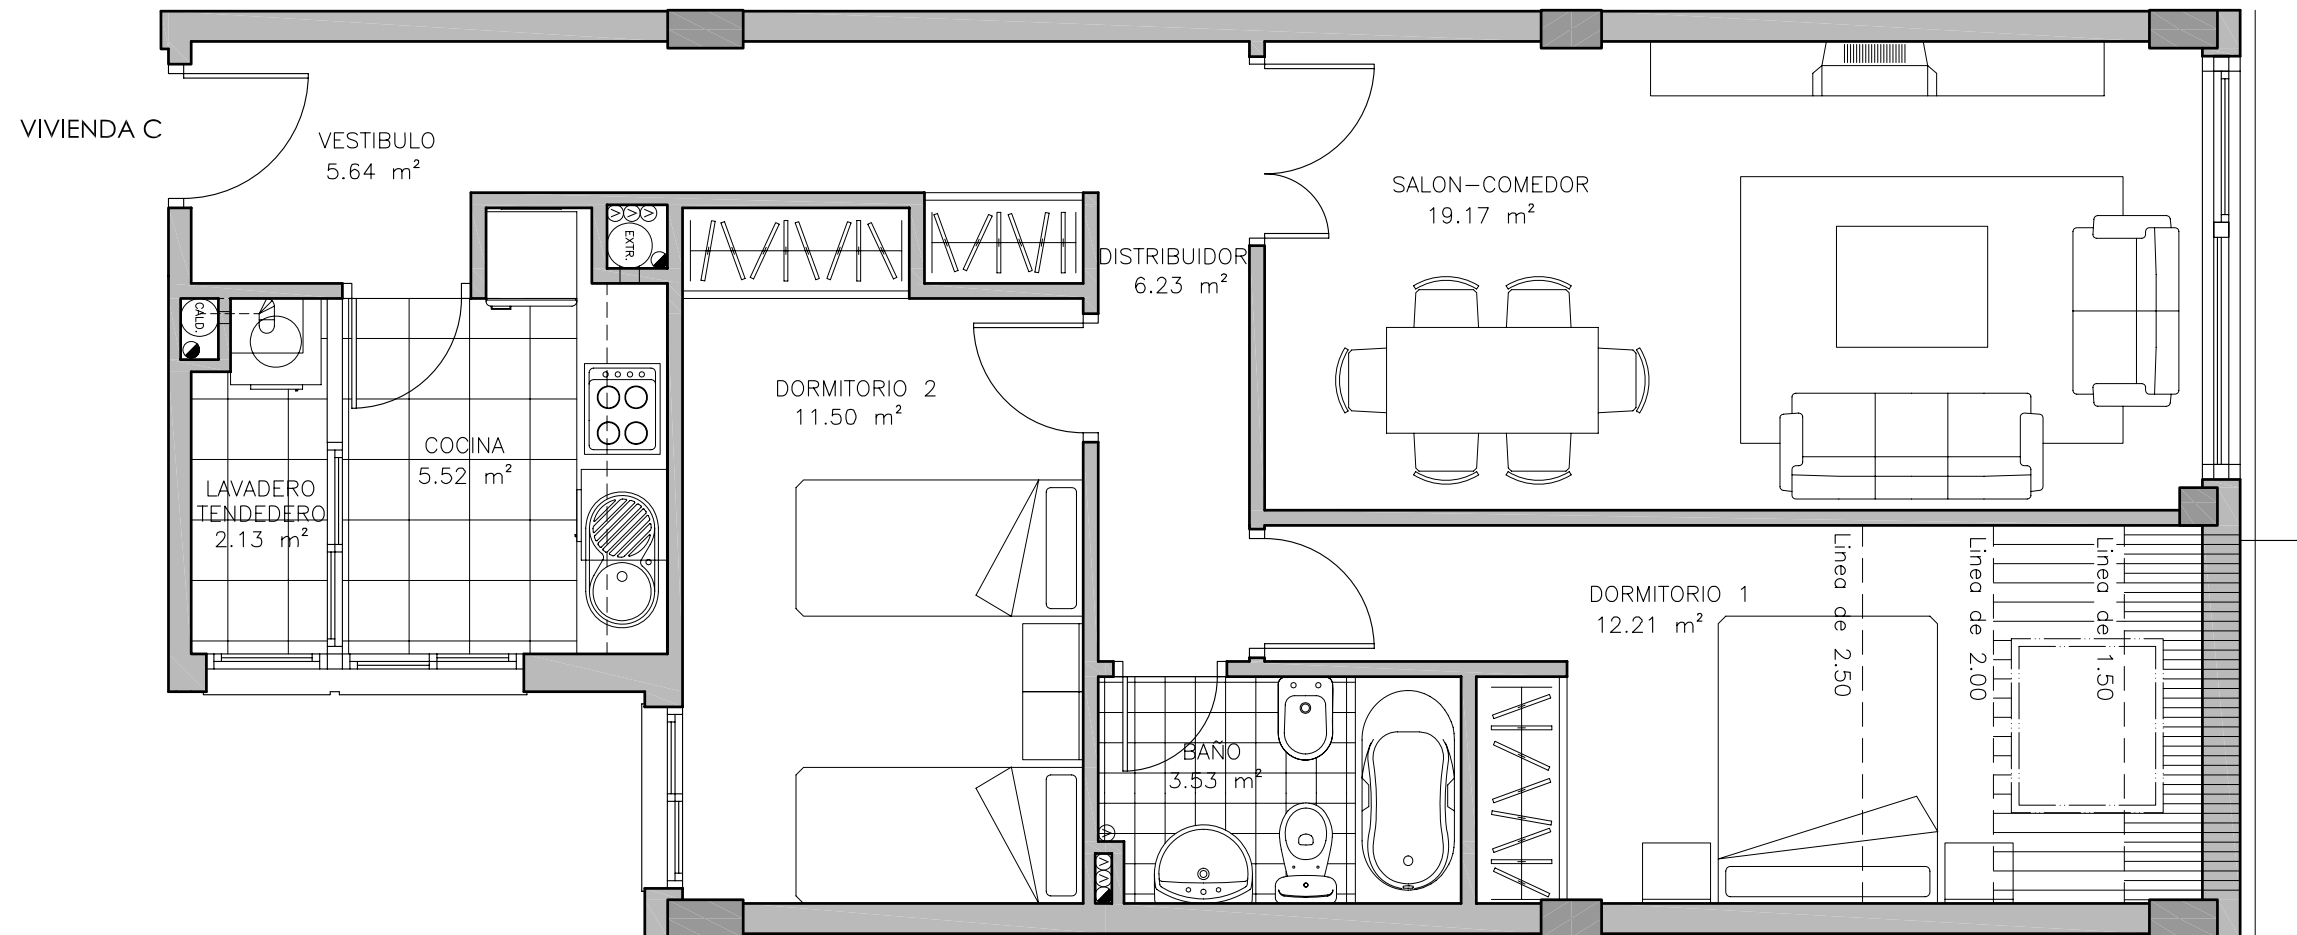 VIVIENDA C
VESTIBULO
5.64 m²
SALON-COMEDOR
19.17 m²
EXTR.
DISTRIBUIDOR
6.23 m²
CALD.
DORMITORIO 2
11.50 m²
COCINA
5.52 m²
LAVADERO
TENDEDERO
2.13 m²
DORMITORIO 1
12.21 m²
Linea de 2.50
Linea de 2.00
Linea de 1.50
BAÑO
3.53 m²